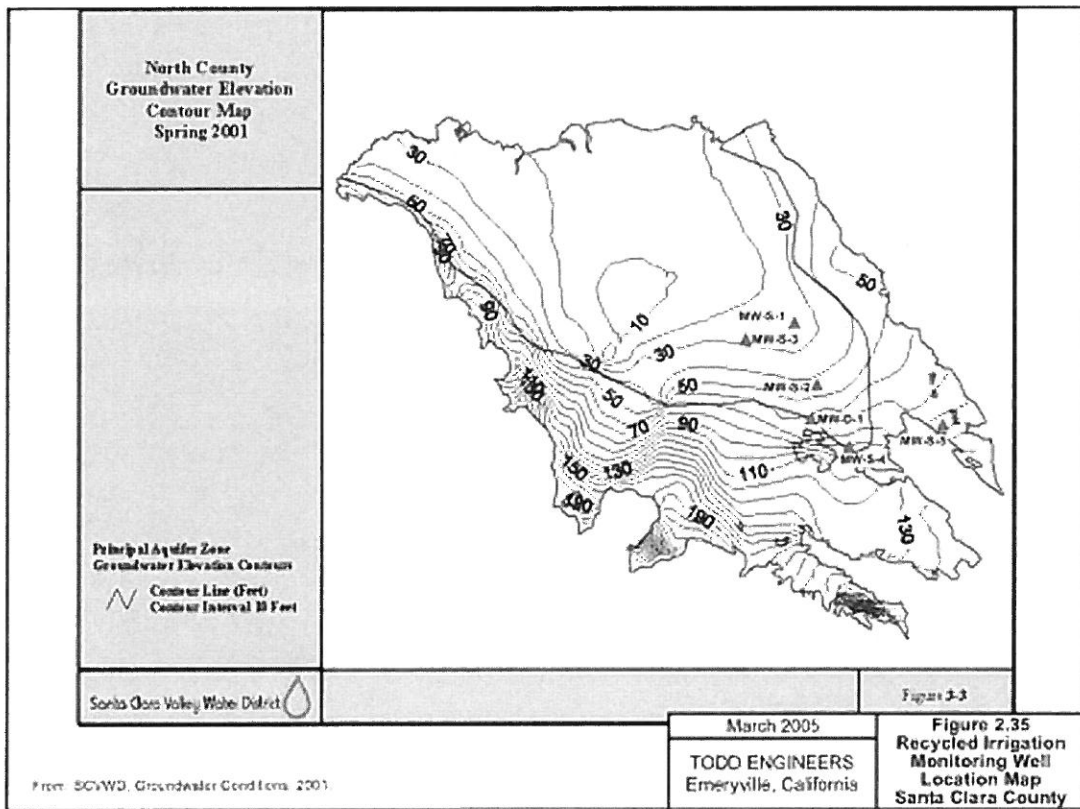 North County
Groundwater Elevation
Contour Map
Spring 2001
Principal Aquifer Zone
Groundwater Elevation Contours
Contour Line (Feet)
Contour Interval 10 Feet
Santa Clara Valley Water District
30
60
70
90
10
30
MW-S-1
MW-S-3
30
50
30
50
50
MW-S-2
70
90
MW-D-1
MW-S-5
MW-S-4
150
130
110
190
190
130
Figure 3-3
March 2005
TODD ENGINEERS
Emeryville, California
Figure 2.35
Recycled Irrigation
Monitoring Well
Location Map
Santa Clara County
From: SCVWD, Groundwater Conditions, 2001.